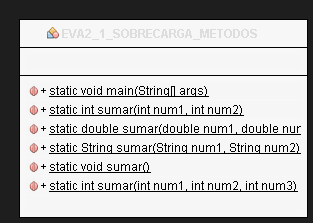 EVA2_1_SOBRECARGA_METODOS
+ static void main(String[] args)
+ static int sumar(int num1, int num2)
+ static double sumar(double num1, double nur
+ static String sumar(String num1, String num2)
+ static void sumar()
+ static int sumar(int num1, int num2, int num3)